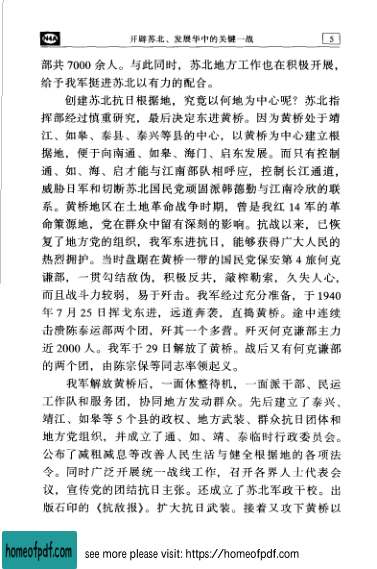 N4A 开辟苏北、发展华中的关键一战 5
部共 7000 余人。与此同时，苏北地方工作也在积极开展，
给予我军挺进苏北以有力的配合。
创建苏北抗日根据地，究竟以何地为中心呢？苏北指
挥部经过慎重研究，最后决定东进黄桥。因为黄桥处于靖
江、如皋、泰县、泰兴等县的中心，以黄桥为中心建立根
据地，便于向南通、如皋、海门、启东发展。而只有控制
通、如、海、启才能与江南部队相呼应，控制长江通道，
威胁日军和切断苏北国民党顽固派韩德勤与江南冷欣的联
系。黄桥地区在土地革命战争时期，曾是我红 14 军的革
命策源地，党在群众中留有深刻的影响。抗战以来，已恢
复了地方党的组织，我军东进抗日，能够获得广大人民的
热烈拥护。当时盘踞在黄桥一带的国民党保安第 4 旅何克
谦部，一贯勾结敌伪，积极反共，敲榨勒索，久失人心，
而且战斗力较弱，易于歼击。我军经过充分准备，于 1940
年 7 月 25 日挥戈东进，远道奔袭，直捣黄桥。途中连续
击溃陈泰运部两个团，歼其一个多营。歼灭何克谦部主力
近 2000 人。我军于 29 日解放了黄桥。战后又有何克谦部
的两个团，由陈宗保等同志率领起义。
我军解放黄桥后，一面休整待机，一面派干部、民运
工作队和服务团，协同地方发动群众。先后建立了泰兴、
靖江、如皋等 5 个县的政权、地方武装、群众抗日团体和
地方党组织，并成立了通、如、靖、泰临时行政委员会。
公布了减租减息等改善人民生活与健全根据地的各项法
令。同时广泛开展统一战线工作，召开各界人士代表会
议，宣传党的团结抗日主张。还成立了苏北军政干校。出
版石印的《抗敌报》。扩大抗日武装。接着又攻下黄桥以
homeofpdf.com see more please visit: https://homeofpdf.com